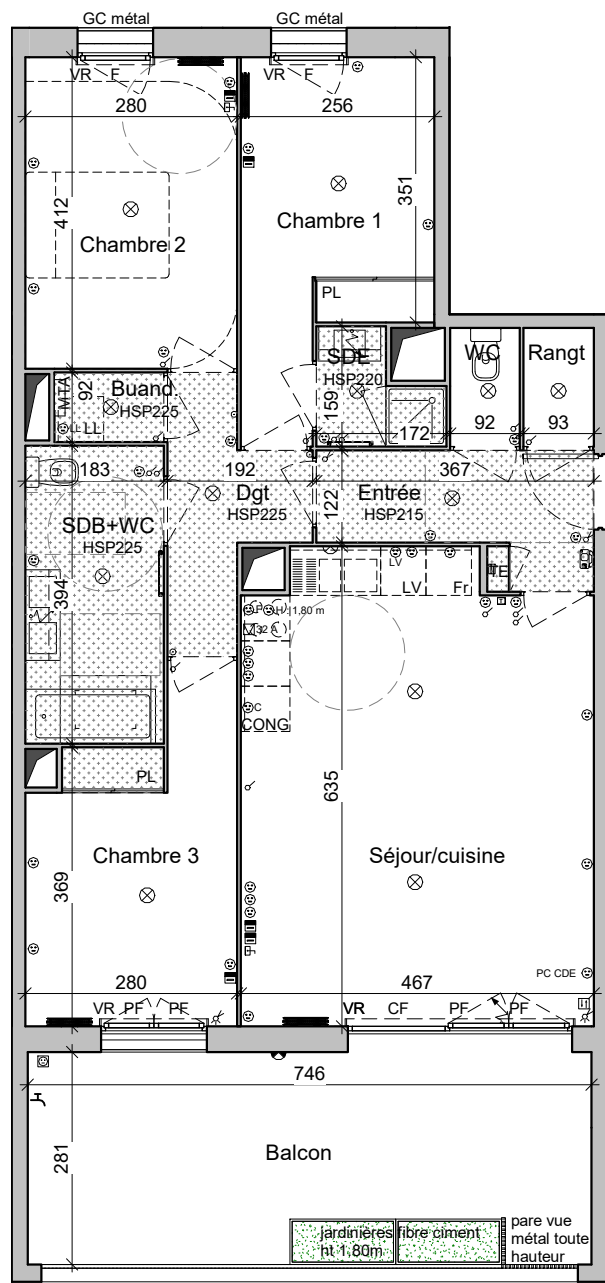 GC métal
GC métal
VR F
VR F
280
256
412
351
Chambre 2
Chambre 1
PL
SDE
HSP220
WC
Rangt
MTA
92
Buand.
HSP225
LL
LL
159
172
92
93
183
192
367
122
Dgt
HSP225
Entrée
HSP215
SDB+WC
HSP225
394
LV
LV
Fr
TE
H : 1,80 m
32 A
C
CONG
PL
635
Chambre 3
Séjour/cuisine
369
PC CDE
280
467
VR PF PF
VR CF PF PF
746
281
Balcon
jardinières fibre ciment
ht 1.80m
pare vue
métal toute
hauteur